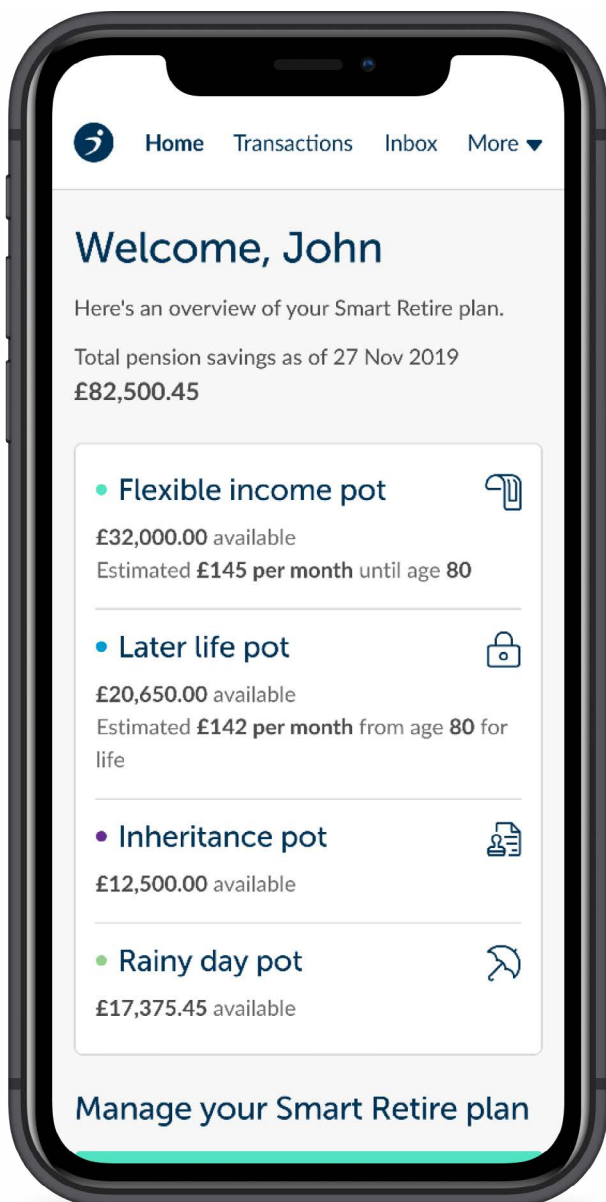 Home Transactions Inbox More
Welcome, John
Here's an overview of your Smart Retire plan.
Total pension savings as of 27 Nov 2019
£82,500.45
Flexible income pot
£32,000.00 available
Estimated £145 per month until age 80
Later life pot
£20,650.00 available
Estimated £142 per month from age 80 for
life
Inheritance pot
£12,500.00 available
Rainy day pot
£17,375.45 available
Manage your Smart Retire plan